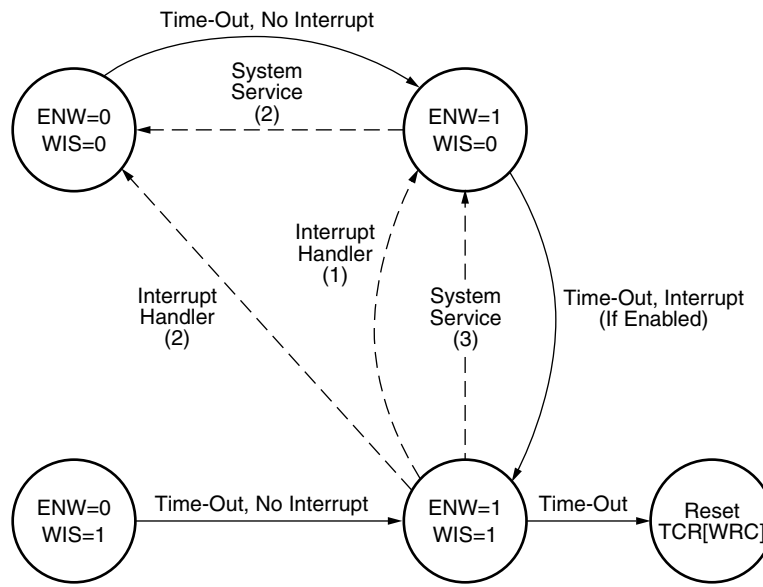 Time-Out, No Interrupt
System
Service
(2)
ENW=0
WIS=0
ENW=1
WIS=0
Interrupt
Handler
(1)
Interrupt
Handler
(2)
System
Service
(3)
Time-Out, Interrupt
(If Enabled)
ENW=0
WIS=1
Time-Out, No Interrupt
ENW=1
WIS=1
Time-Out
Reset
TCR[WRC]